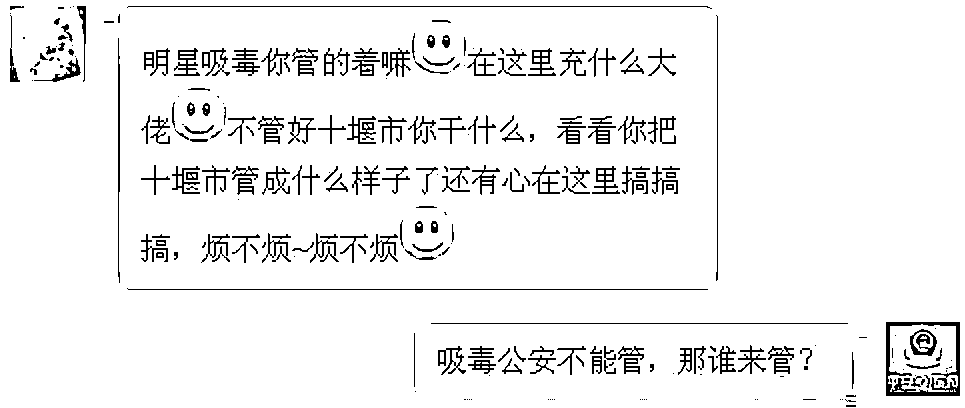 明星吸毒你管的着嘛在这里充什么大
佬不管好十堰市你干什么，看看你把
十堰市管成什么样子了还有心在这里搞搞
搞，烦不烦~烦不烦
吸毒公安不能管，那谁来管？